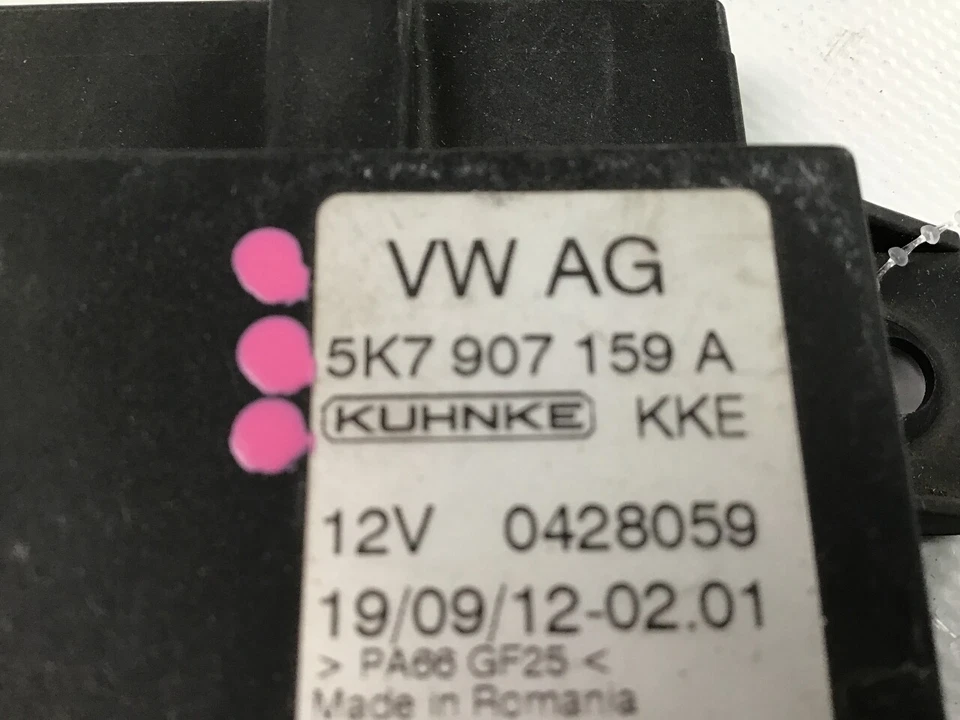 VW AG
5K7 907 159 A
KUHNKE KKE
12V 0428059
19/09/12-02.01
> PA66 GF25 <
Made in Romania